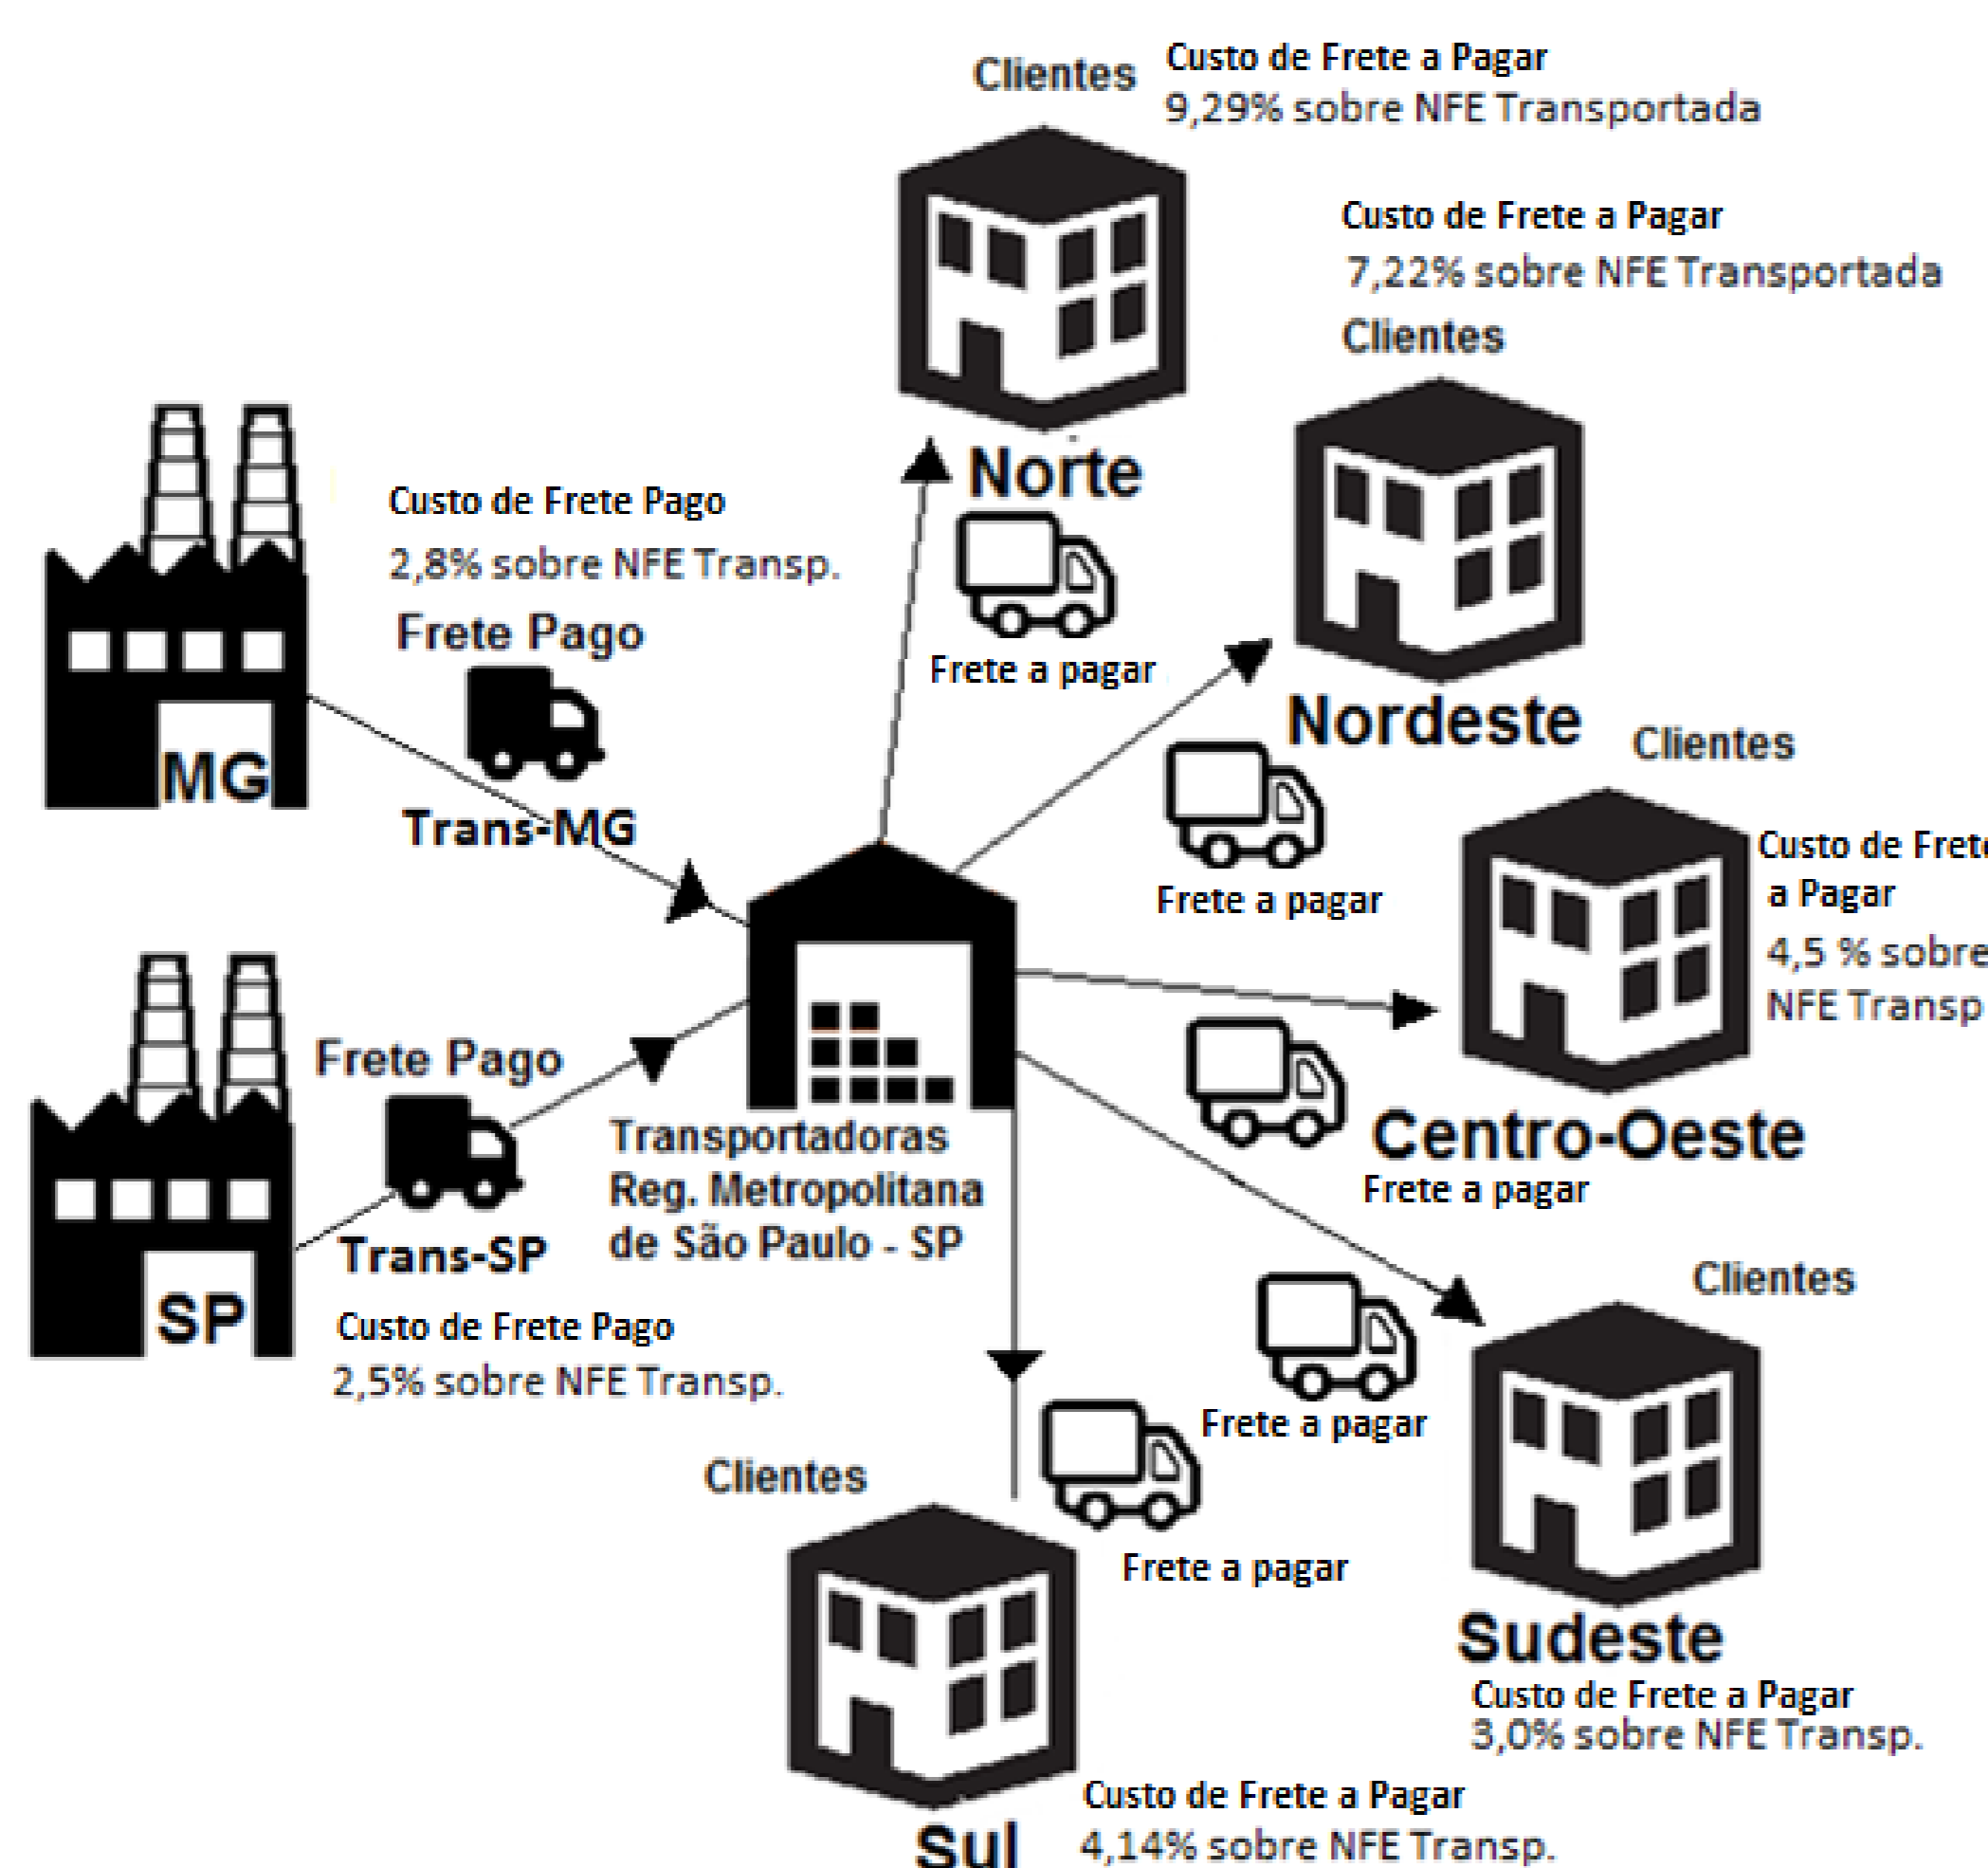 Clientes
Custo de Frete a Pagar
9,29% sobre NFE Transportada
Custo de Frete a Pagar
7,22% sobre NFE Transportada
Clientes
Norte
Frete a pagar
Custo de Frete Pago
2,8% sobre NFE Transp.
Frete Pago
MG
Trans-MG
Nordeste
Frete a pagar
Clientes
Custo de Frete
a Pagar
4,5 % sobre
NFE Transp
Centro-Oeste
Frete a pagar
Frete Pago
Trans-SP
SP
Custo de Frete Pago
2,5% sobre NFE Transp.
Transportadoras
Reg. Metropolitana
de São Paulo - SP
Clientes
Frete a pagar
Sudeste
Custo de Frete a Pagar
3,0% sobre NFE Transp.
Clientes
Frete a pagar
Sul
Custo de Frete a Pagar
4,14% sobre NFE Transp.